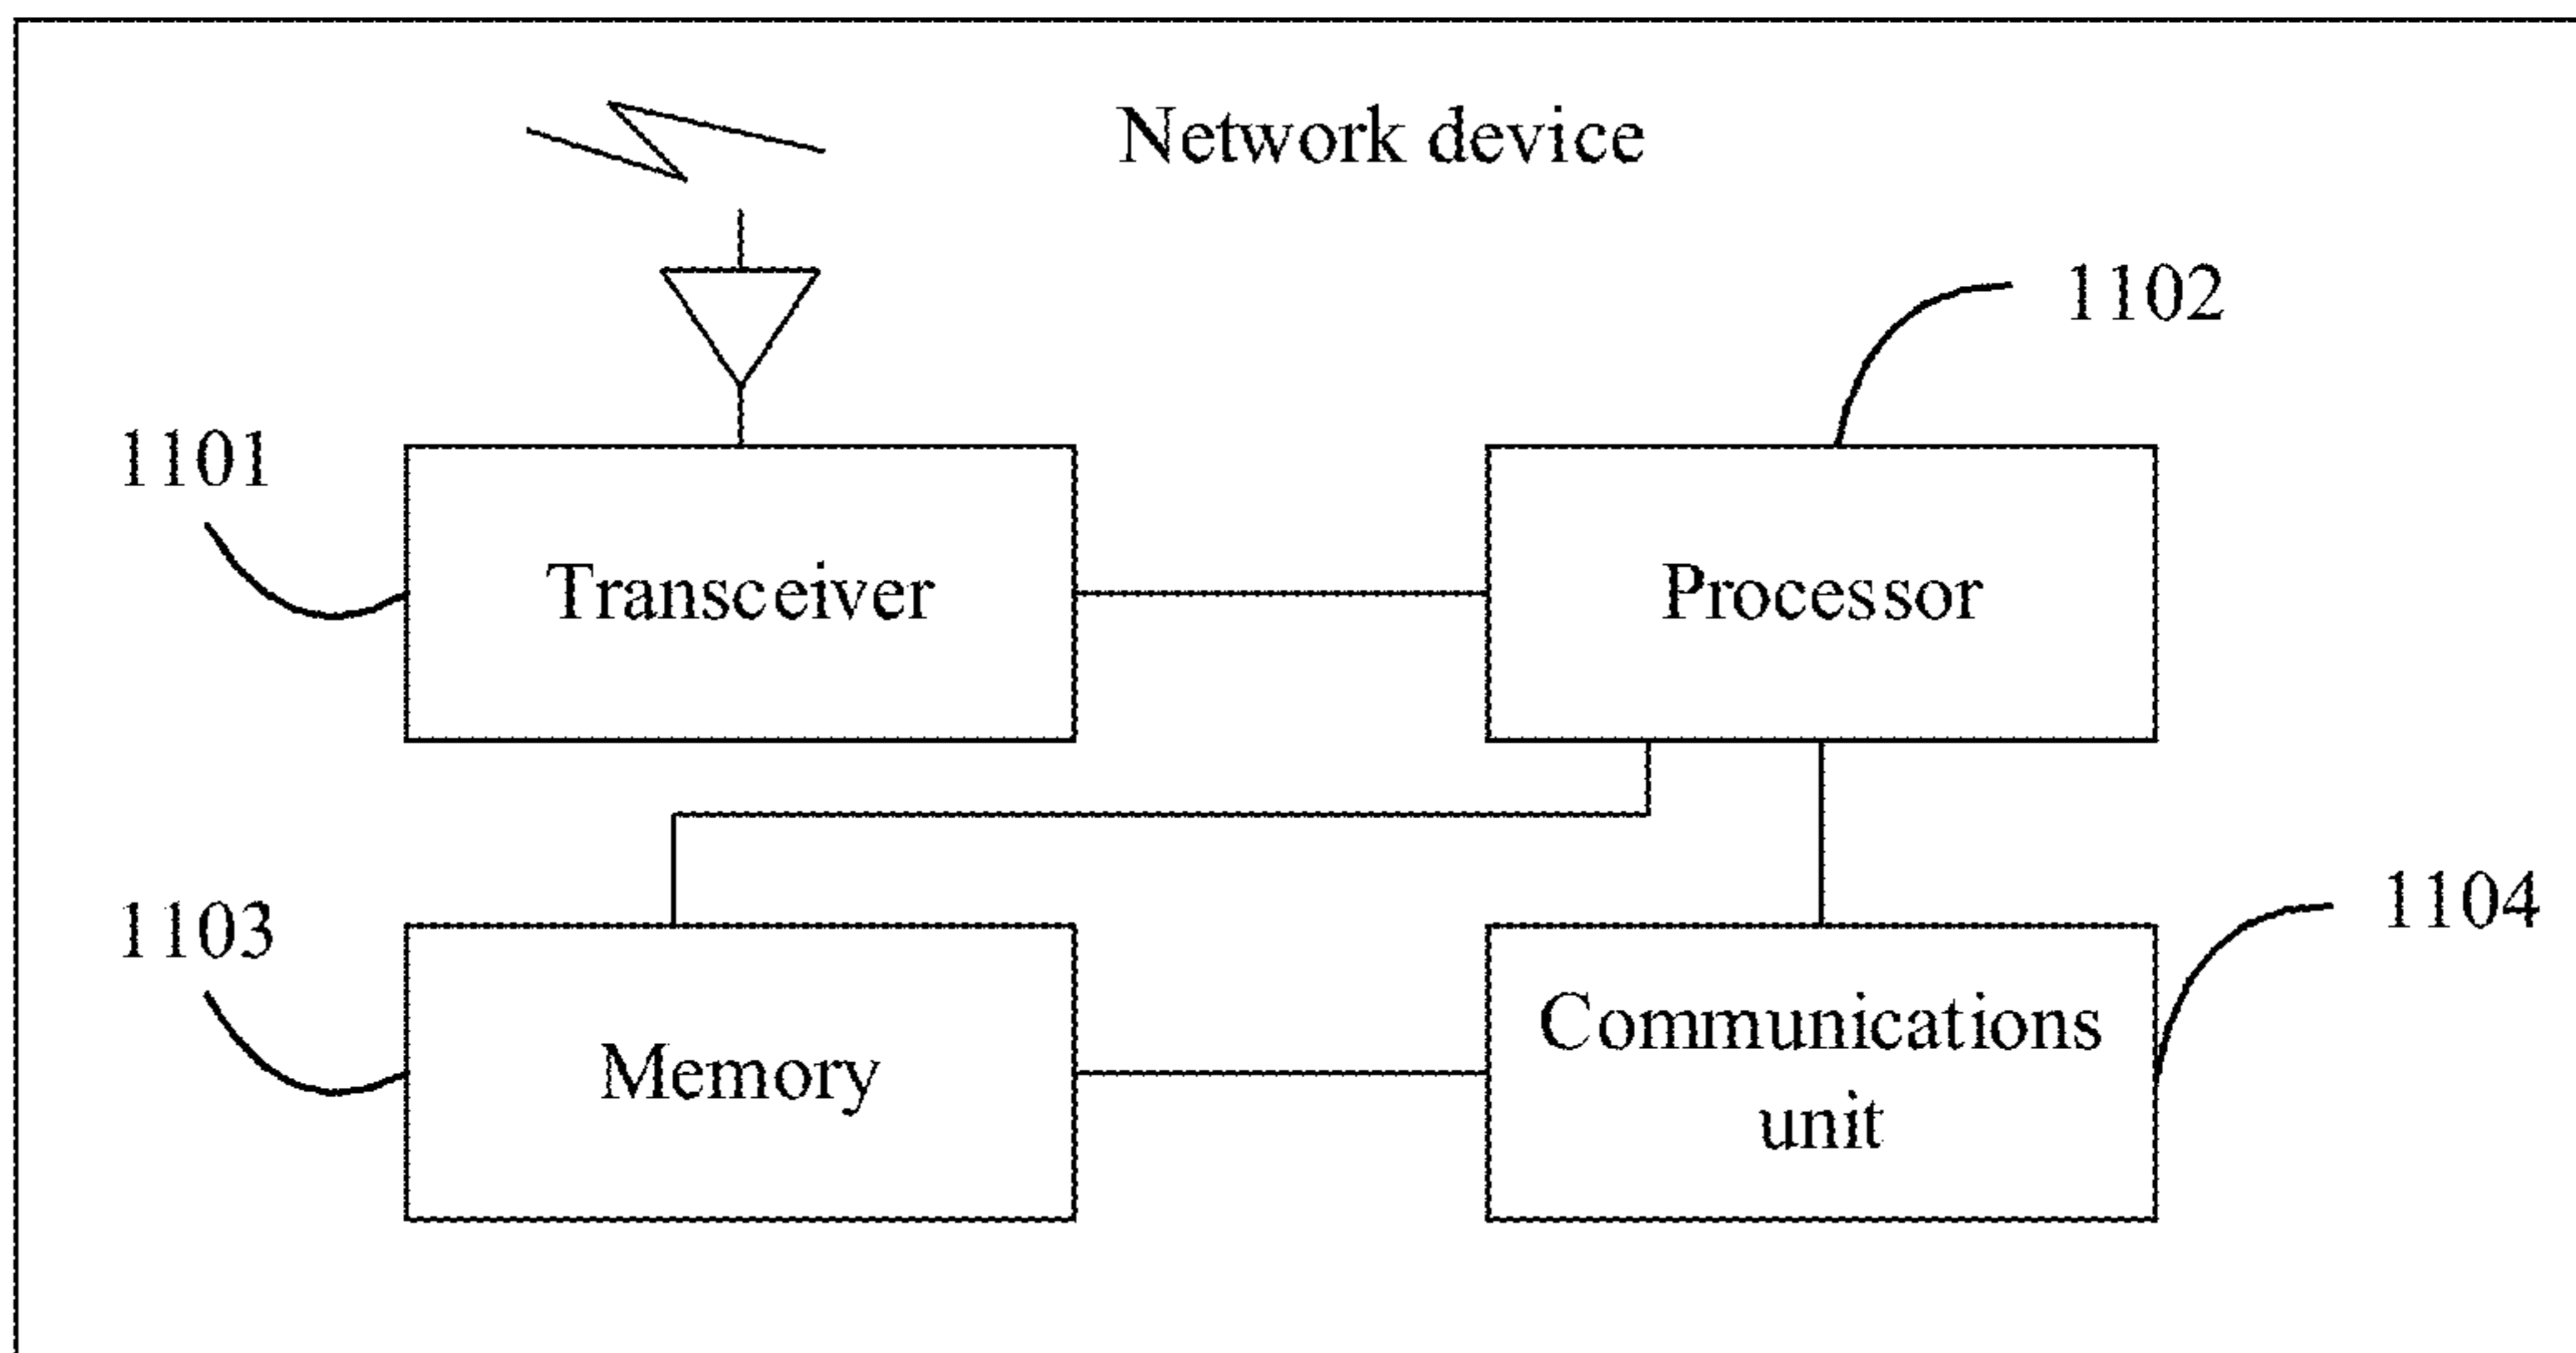 Network device
1102
1101
Transceiver
Processor
1103
1104
Memory
Communications
unit